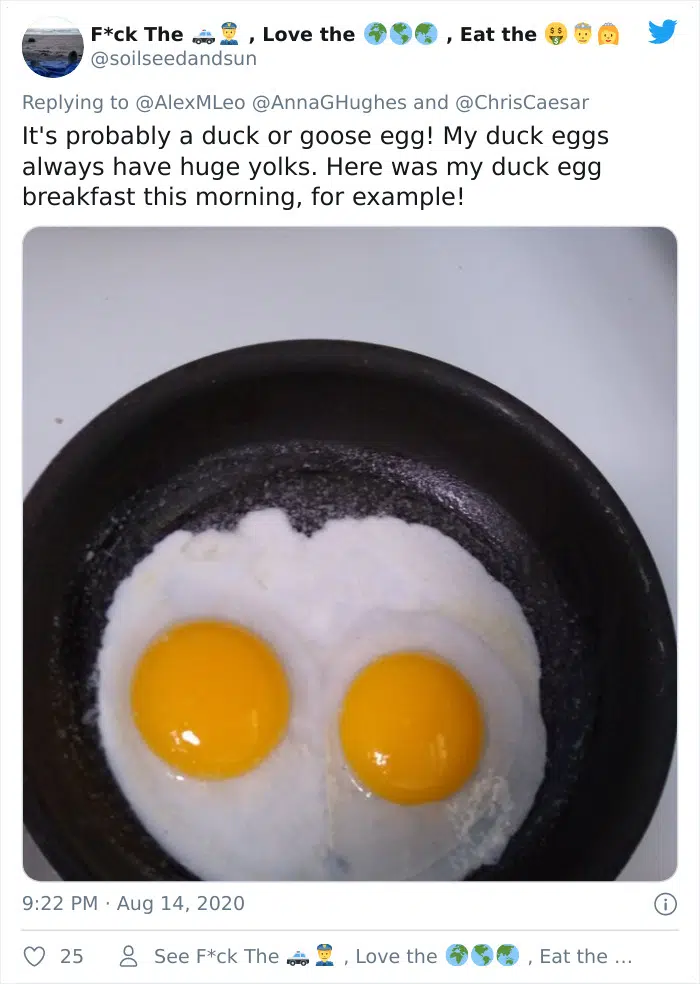 F*ck The 🚓👮 , Love the 🌍🌎🌏 , Eat the 🤑👴👸
@soilseedandsun
Replying to @AlexMLeo @AnnaGHughes and @ChrisCaesar
It's probably a duck or goose egg! My duck eggs
always have huge yolks. Here was my duck egg
breakfast this morning, for example!
9:22 PM · Aug 14, 2020
25 See F*ck The 🚓👮 , Love the 🌍🌎🌏 , Eat the ...